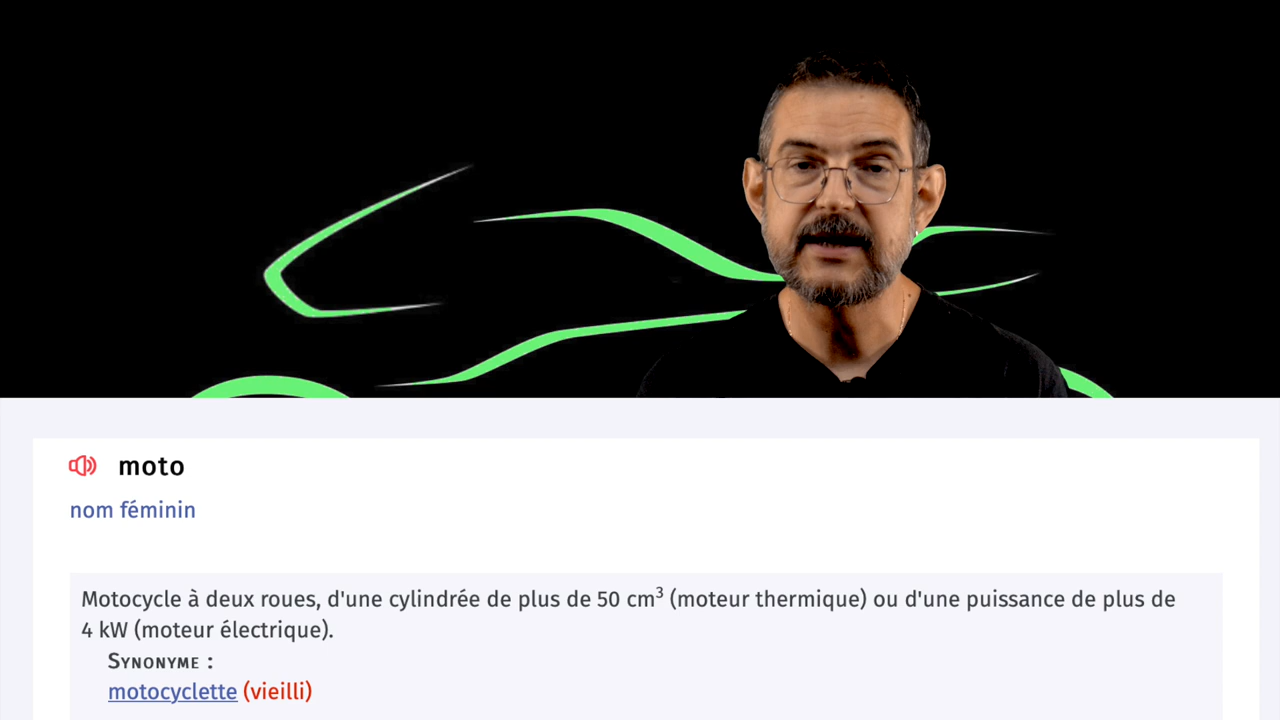 moto
nom féminin
Motocycle à deux roues, d'une cylindrée de plus de 50 cm³ (moteur thermique) ou d'une puissance de plus de
4 kW (moteur électrique).
Synonyme :
motocyclette (vieilli)